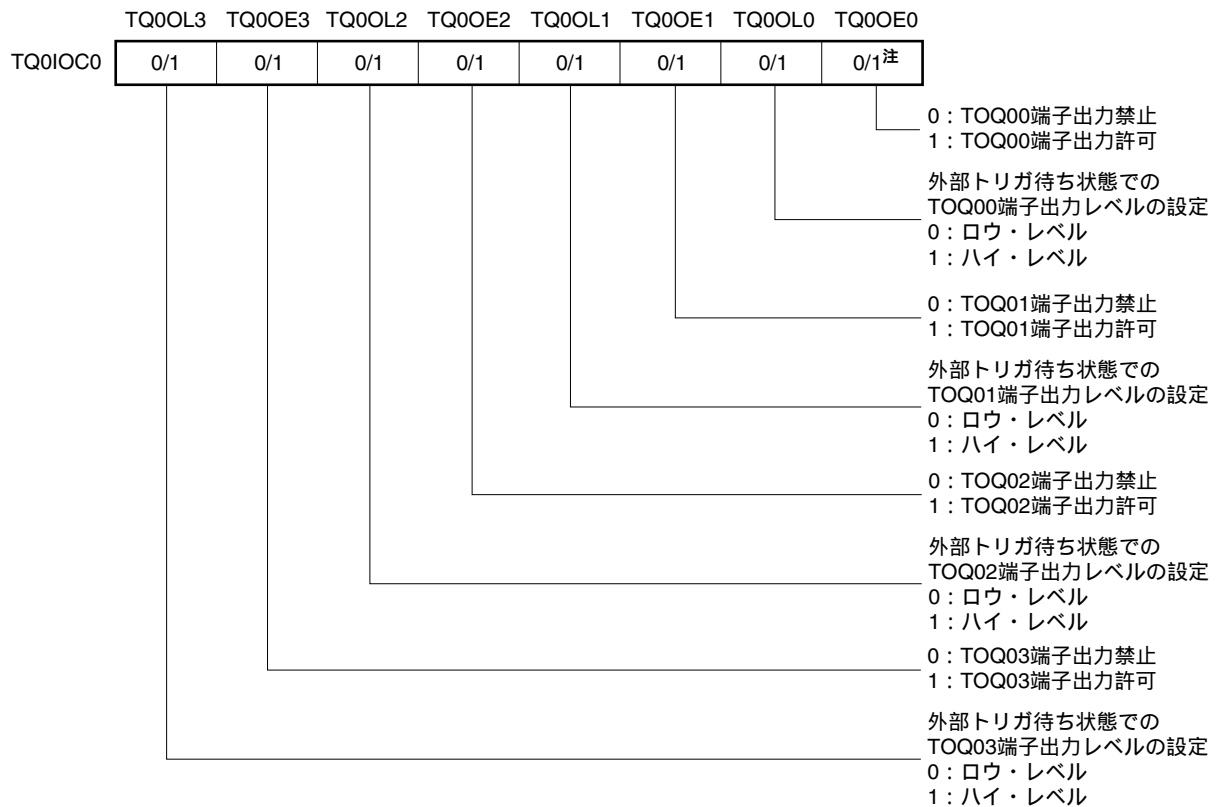 TQ0OL3 TQ0OE3 TQ0OL2 TQ0OE2 TQ0OL1 TQ0OE1 TQ0OL0 TQ0OE0
TQ0IOC0 0/1 0/1 0/1 0/1 0/1 0/1 0/1 0/1注
0：TOQ00端子出力禁止
1：TOQ00端子出力許可
外部トリガ待ち状態での
TOQ00端子出力レベルの設定
0：ロウ・レベル
1：ハイ・レベル
0：TOQ01端子出力禁止
1：TOQ01端子出力許可
外部トリガ待ち状態での
TOQ01端子出力レベルの設定
0：ロウ・レベル
1：ハイ・レベル
0：TOQ02端子出力禁止
1：TOQ02端子出力許可
外部トリガ待ち状態での
TOQ02端子出力レベルの設定
0：ロウ・レベル
1：ハイ・レベル
0：TOQ03端子出力禁止
1：TOQ03端子出力許可
外部トリガ待ち状態での
TOQ03端子出力レベルの設定
0：ロウ・レベル
1：ハイ・レベル